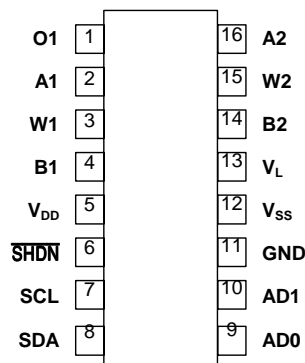 O1 1 16 A2
A1 2 15 W2
W1 3 14 B2
B1 4 13 VL
VDD 5 12 VSS
SHDN 6 11 GND
SCL 7 10 AD1
SDA 8 9 AD0